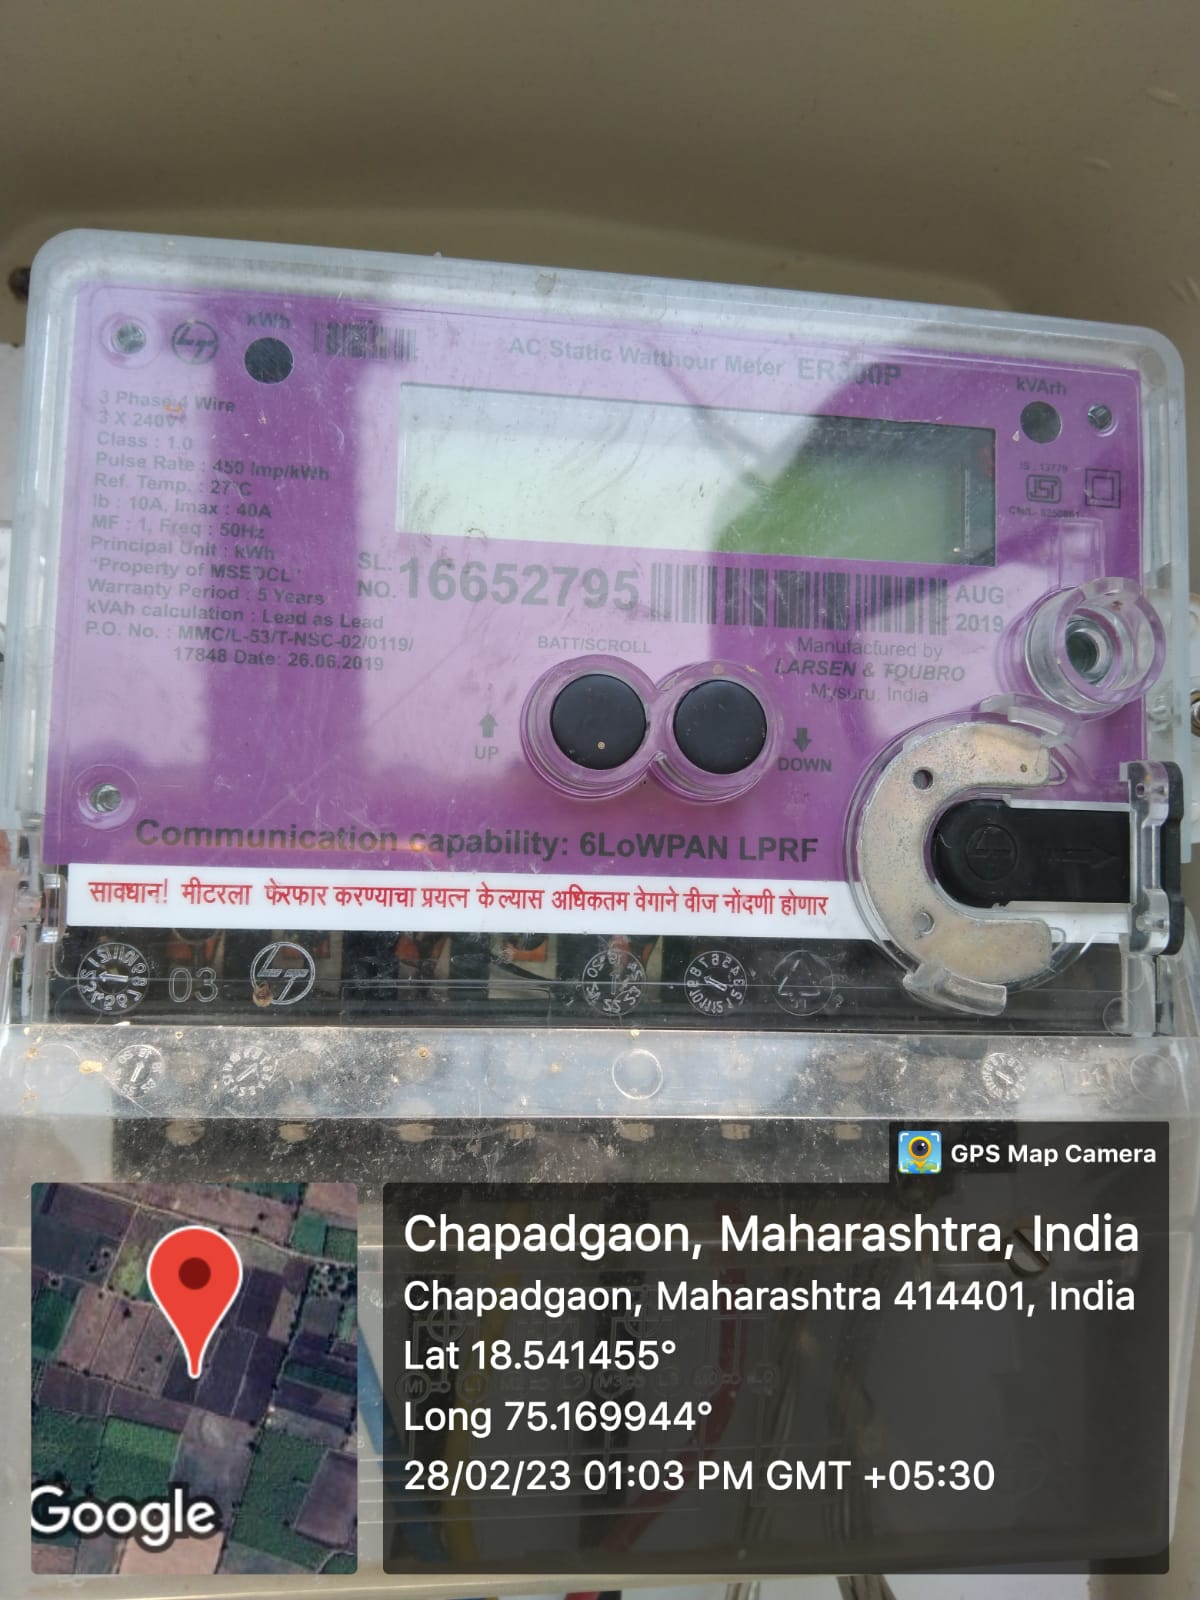 kWh
AC Static Watthour Meter ER300P
kVArh
3 Phase 4 Wire
3 X 240V
Class : 1.0
Pulse Rate : 450 Imp/kWh
Ref. Temp. : 27°C
Ib : 10A, Imax : 40A
MF : 1, Freq : 50Hz
Principal Unit : kWh
"Property of MSEDCL"
Warranty Period : 5 Years
kVAh calculation : Lead as Lead
P.O. No. : MMC/L-53/T-NSC-02/0119/
17848 Date: 26.06.2019
IS : 13779
SL. NO. 16652795
AUG 2019
BATT/SCROLL
Manufactured by
LARSEN & TOUBRO
Mysuru, India
UP
DOWN
Communication capability: 6LoWPAN LPRF
सावधान! मीटरला फेरफार करण्याचा प्रयत्न केल्यास अधिकतम वेगाने वीज नोंदणी होणार
03
GPS Map Camera
Chapadgaon, Maharashtra, India
Chapadgaon, Maharashtra 414401, India
Lat 18.541455°
Long 75.169944°
28/02/23 01:03 PM GMT +05:30
Google